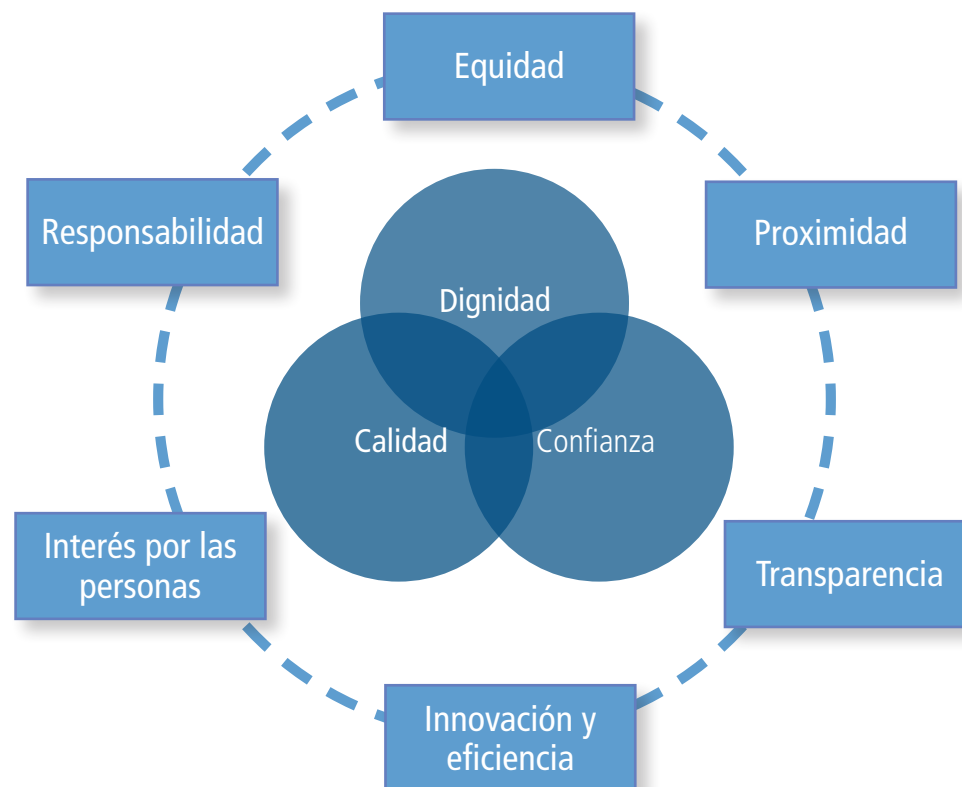 Equidad
Responsabilidad
Proximidad
Dignidad
Calidad
Confianza
Interés por las
personas
Transparencia
Innovación y
eficiencia